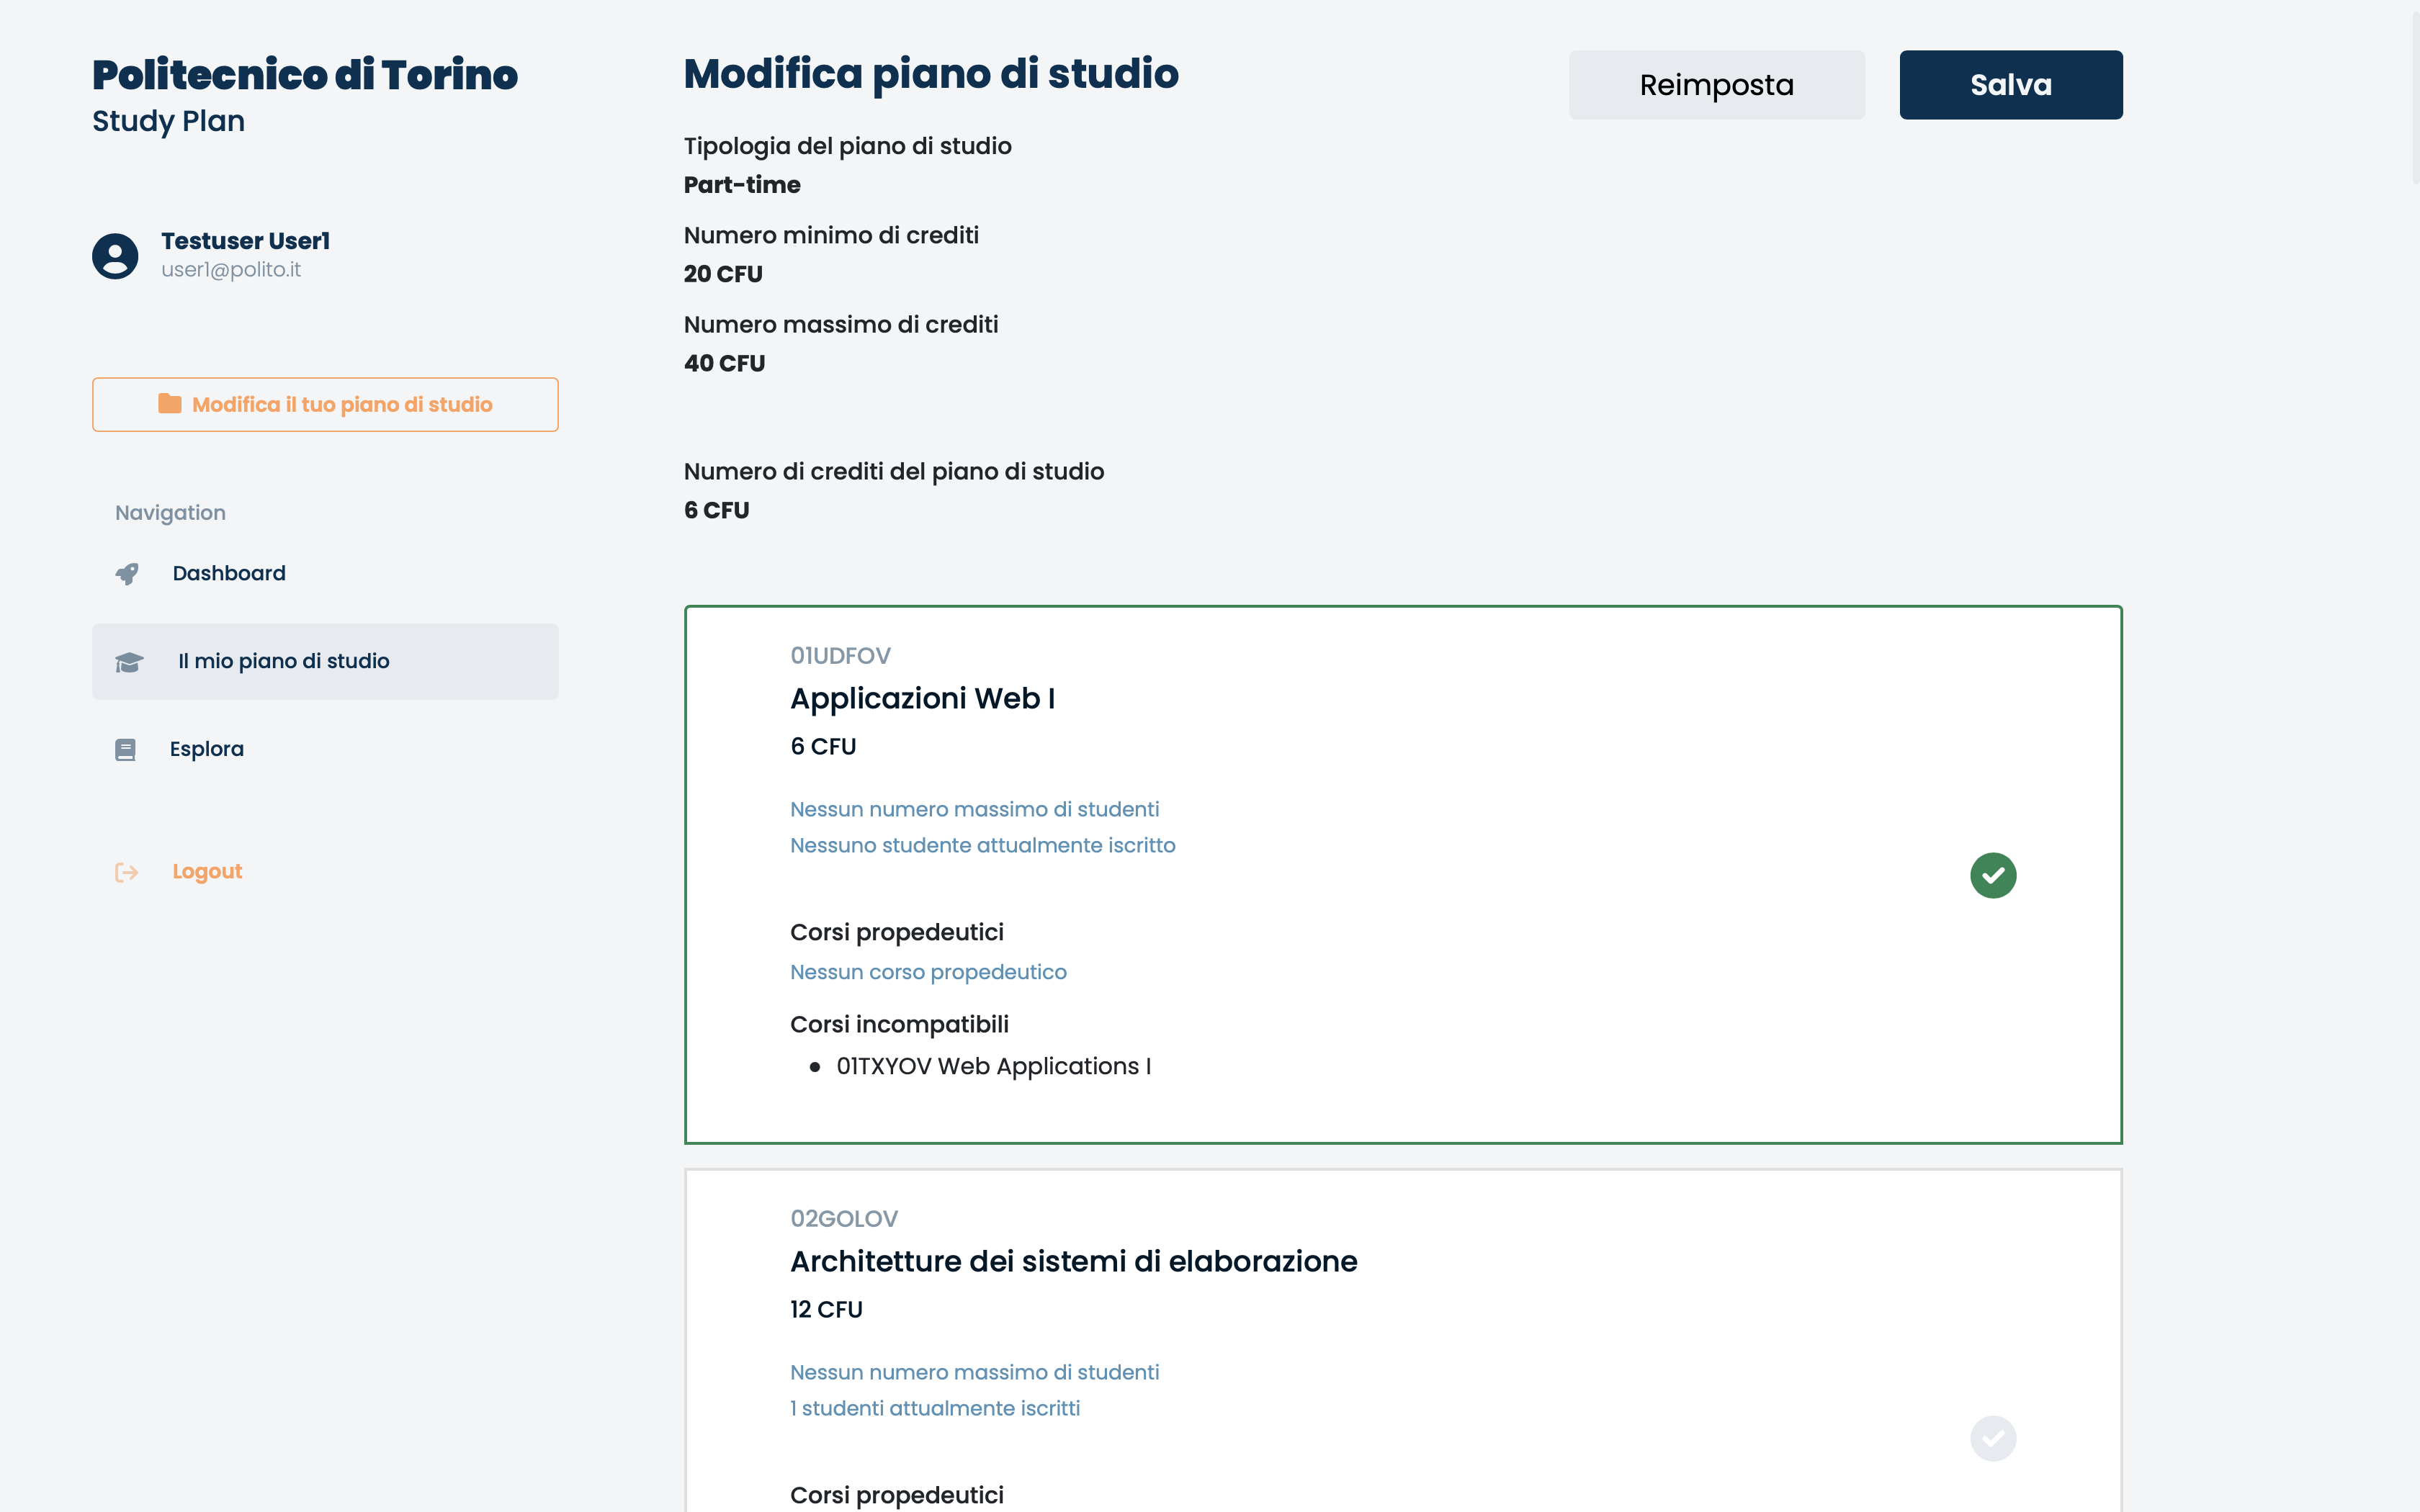 Politecnico di Torino
Study Plan
Testuser User1
user1@polito.it
Modifica il tuo piano di studio
Navigation
Dashboard
Il mio piano di studio
Esplora
Logout
Modifica piano di studio
Reimposta
Salva
Tipologia del piano di studio
Part-time
Numero minimo di crediti
20 CFU
Numero massimo di crediti
40 CFU
Numero di crediti del piano di studio
6 CFU
01UDFOV
Applicazioni Web I
6 CFU
Nessun numero massimo di studenti
Nessuno studente attualmente iscritto
Corsi propedeutici
Nessun corso propedeutico
Corsi incompatibili
01TXYOV Web Applications I
02GOLOV
Architetture dei sistemi di elaborazione
12 CFU
Nessun numero massimo di studenti
1 studenti attualmente iscritti
Corsi propedeutici